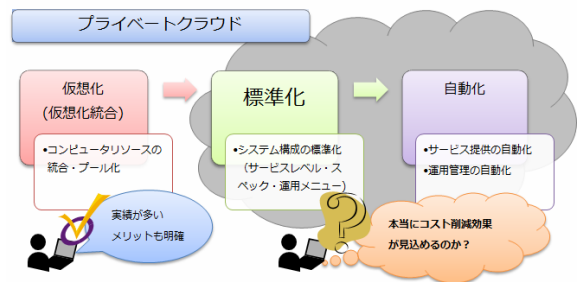 プライベートクラウド
仮想化
(仮想化統合)
•コンピュータリソースの
統合・プール化
標準化
•システム構成の標準化
（サービスレベル・ス
ペック・運用メニュー）
自動化
•サービス提供の自動化
•運用管理の自動化
実績が多い
メリットも明確
?
本当にコスト削減効果
が見込めるのか？